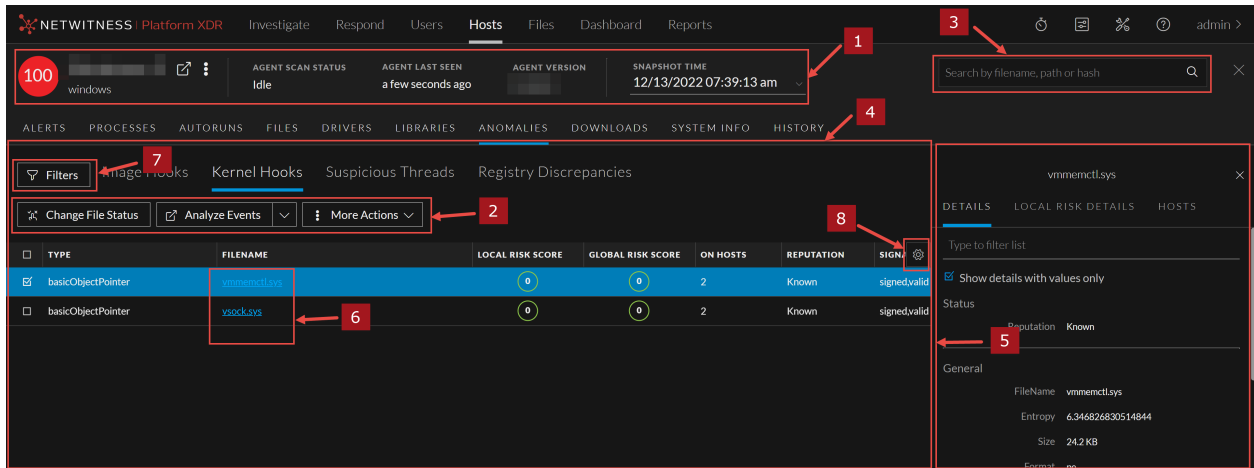 NETWITNESS Platform XDR Investigate Respond Users Hosts Files Dashboard Reports admin >
3
1
100
windows
AGENT SCAN STATUS
Idle
AGENT LAST SEEN
a few seconds ago
AGENT VERSION
SNAPSHOT TIME
12/13/2022 07:39:13 am
Search by filename, path or hash
4
ALERTS PROCESSES AUTORUNS FILES DRIVERS LIBRARIES ANOMALIES DOWNLOADS SYSTEM INFO HISTORY
7
Filters Image Hooks Kernel Hooks Suspicious Threads Registry Discrepancies
Change File Status Analyze Events More Actions
2
8
TYPE FILENAME LOCAL RISK SCORE GLOBAL RISK SCORE ON HOSTS REPUTATION
basicObjectPointer vmmemctl.sys 0 0 2 Known signed,valid
basicObjectPointer vsock.sys 0 0 2 Known signed,valid
6
vmmemctl.sys
DETAILS LOCAL RISK DETAILS HOSTS
Type to filter list
Show details with values only
Status
Reputation Known
5
General
FileName vmmemctl.sys
Entropy 6.346826830514844
Size 24.2 KB
Format pe